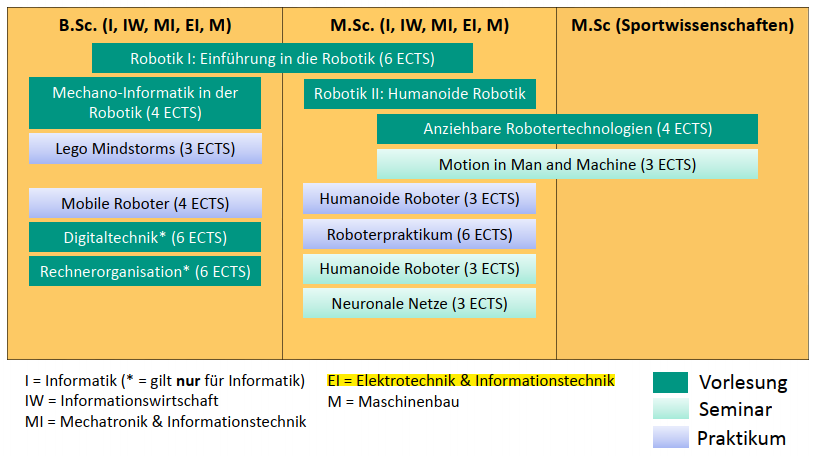 B.Sc. (I, IW, MI, EI, M)
M.Sc. (I, IW, MI, EI, M)
M.Sc (Sportwissenschaften)
Robotik I: Einführung in die Robotik (6 ECTS)
Mechano-Informatik in der
Robotik (4 ECTS)
Robotik II: Humanoide Robotik
Anziehbare Robotertechnologien (4 ECTS)
Lego Mindstorms (3 ECTS)
Motion in Man and Machine (3 ECTS)
Mobile Roboter (4 ECTS)
Humanoide Roboter (3 ECTS)
Digitaltechnik* (6 ECTS)
Roboterpraktikum (6 ECTS)
Rechnerorganisation* (6 ECTS)
Humanoide Roboter (3 ECTS)
Neuronale Netze (3 ECTS)
I = Informatik (* = gilt nur für Informatik)
IW = Informationswirtschaft
MI = Mechatronik & Informationstechnik
EI = Elektrotechnik & Informationstechnik
M = Maschinenbau
Vorlesung
Seminar
Praktikum